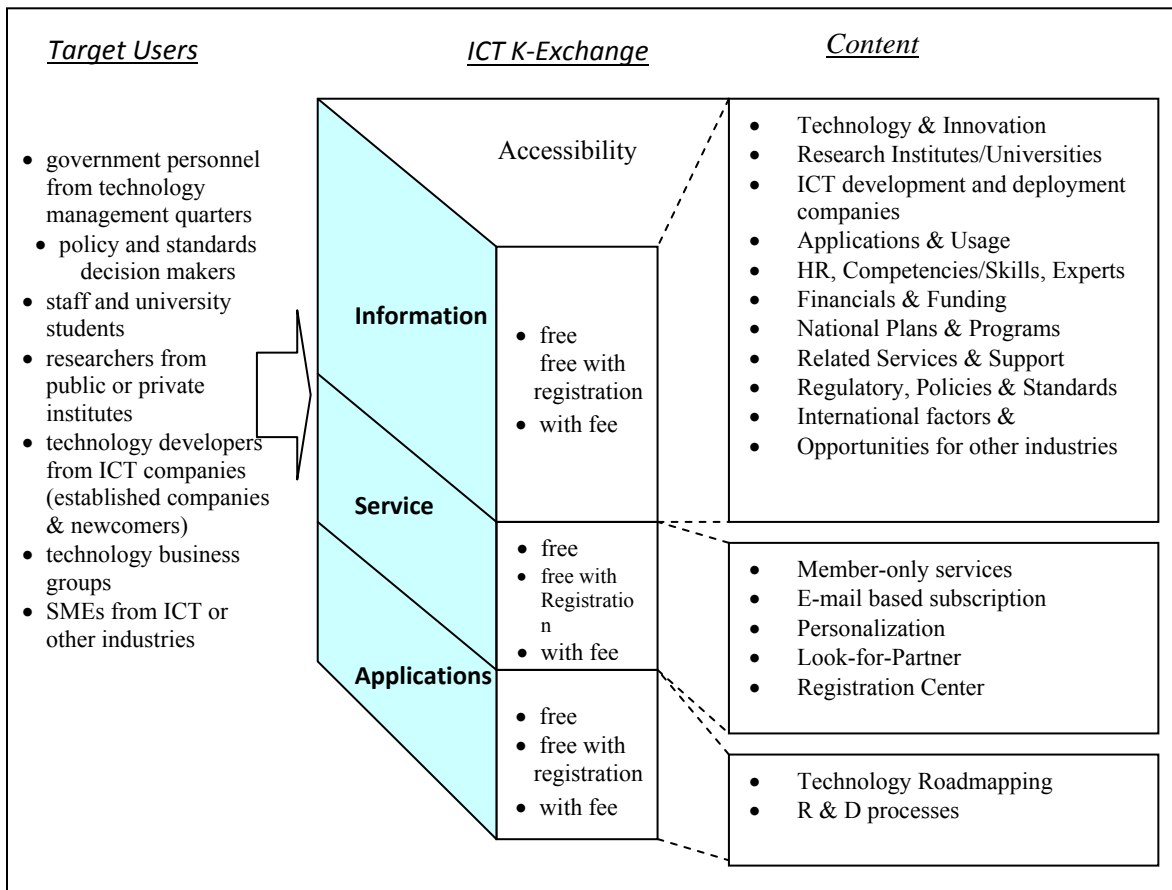 Target Users
ICT K-Exchange
Content
• government personnel
from technology
management quarters
• policy and standards
decision makers
• staff and university
students
• researchers from
public or private
institutes
• technology developers
from ICT companies
(established companies
& newcomers)
• technology business
groups
• SMEs from ICT or
other industries
Accessibility
Information
• free
free with
registration
• with fee
Service
• free
• free with
Registratio
n
• with fee
Applications
• free
• free with
registration
• with fee
• Technology & Innovation
• Research Institutes/Universities
• ICT development and deployment
companies
• Applications & Usage
• HR, Competencies/Skills, Experts
• Financials & Funding
• National Plans & Programs
• Related Services & Support
• Regulatory, Policies & Standards
• International factors &
• Opportunities for other industries
• Member-only services
• E-mail based subscription
• Personalization
• Look-for-Partner
• Registration Center
• Technology Roadmapping
• R & D processes